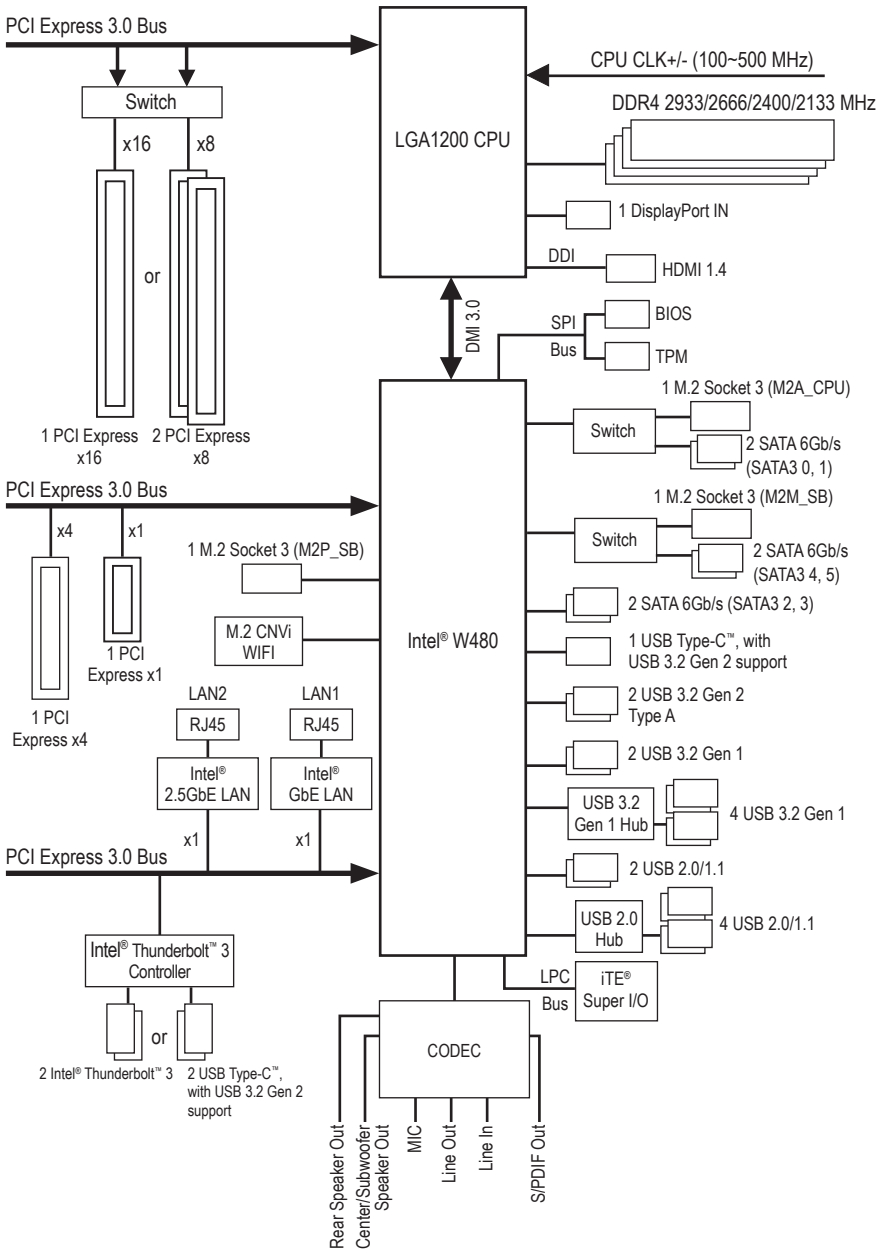 PCI Express 3.0 Bus
Switch
x16
x8
or
1 PCI Express
x16
2 PCI Express
x8
LGA1200 CPU
CPU CLK+/- (100~500 MHz)
DDR4 2933/2666/2400/2133 MHz
1 DisplayPort IN
DDI
HDMI 1.4
DMI 3.0
SPI
Bus
BIOS
TPM
1 M.2 Socket 3 (M2A_CPU)
Switch
2 SATA 6Gb/s
(SATA3 0, 1)
PCI Express 3.0 Bus
x4
x1
1 PCI
Express x4
1 PCI
Express x1
1 M.2 Socket 3 (M2P_SB)
M.2 CNVi
WIFI
Intel® W480
1 M.2 Socket 3 (M2M_SB)
Switch
2 SATA 6Gb/s
(SATA3 4, 5)
2 SATA 6Gb/s (SATA3 2, 3)
1 USB Type-C™, with
USB 3.2 Gen 2 support
2 USB 3.2 Gen 2
Type A
2 USB 3.2 Gen 1
USB 3.2
Gen 1 Hub
4 USB 3.2 Gen 1
2 USB 2.0/1.1
USB 2.0
Hub
4 USB 2.0/1.1
LPC
Bus
iTE®
Super I/O
LAN2
RJ45
Intel®
2.5GbE LAN
x1
LAN1
RJ45
Intel®
GbE LAN
x1
PCI Express 3.0 Bus
Intel® Thunderbolt™ 3
Controller
or
2 Intel® Thunderbolt™ 3
2 USB Type-C™,
with USB 3.2 Gen 2
support
CODEC
Rear Speaker Out
Center/Subwoofer
Speaker Out
MIC
Line Out
Line In
S/PDIF Out